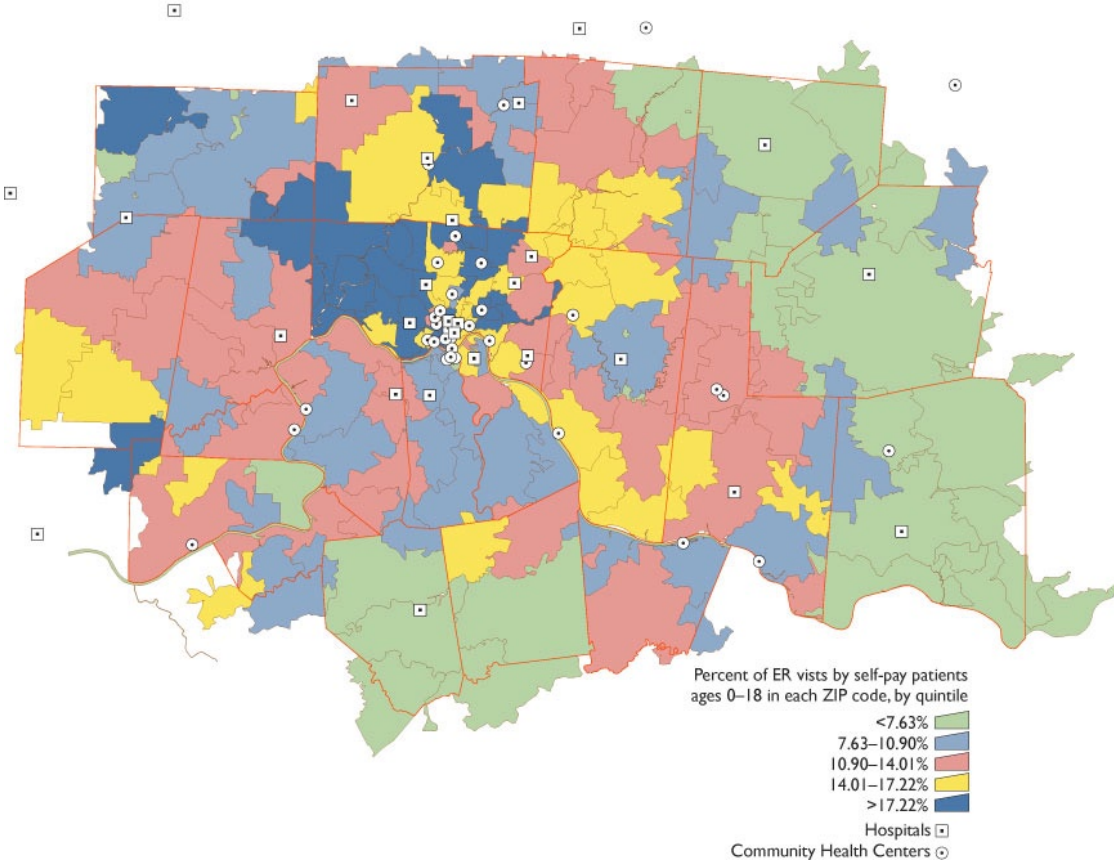 Percent of ER vists by self-pay patients
ages 0–18 in each ZIP code, by quintile
<7.63%
7.63–10.90%
10.90–14.01%
14.01–17.22%
>17.22%
Hospitals
Community Health Centers